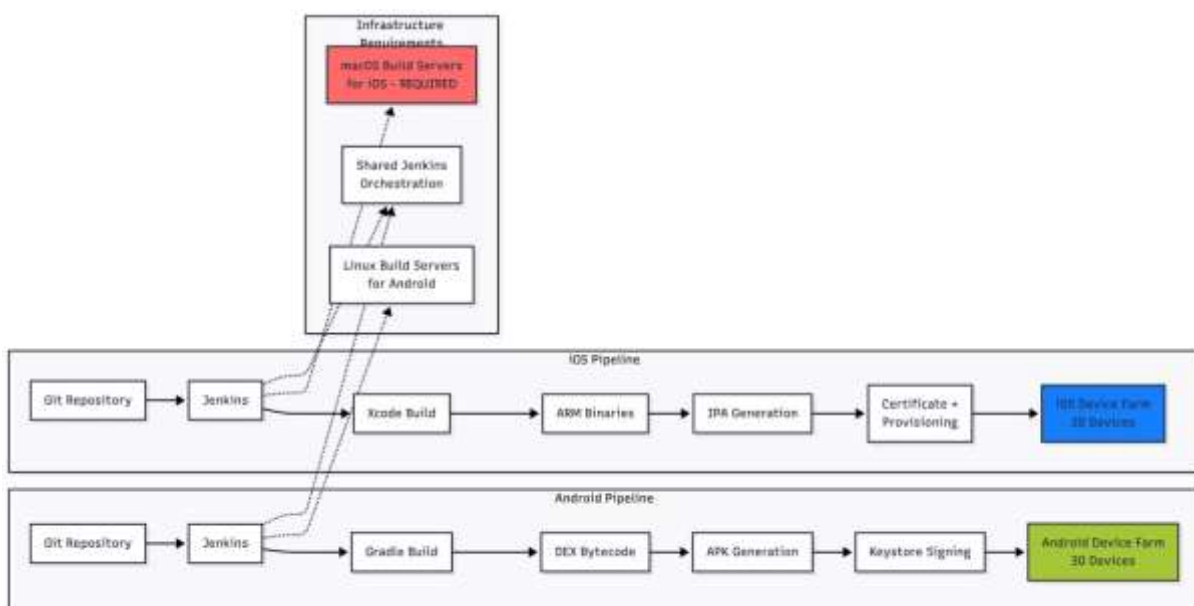 Infrastructure
Requirements
macOS Build Servers
for iOS - REQUIRED
Shared Jenkins
Orchestration
Linux Build Servers
for Android
iOS Pipeline
Git Repository
Jenkins
Xcode Build
ARM Binaries
IPA Generation
Certificate +
Provisioning
iOS Device Farm
Devices
Android Pipeline
Git Repository
Jenkins
Gradle Build
DEX Bytecode
APK Generation
Keystore Signing
Android Device Farm
30 Devices